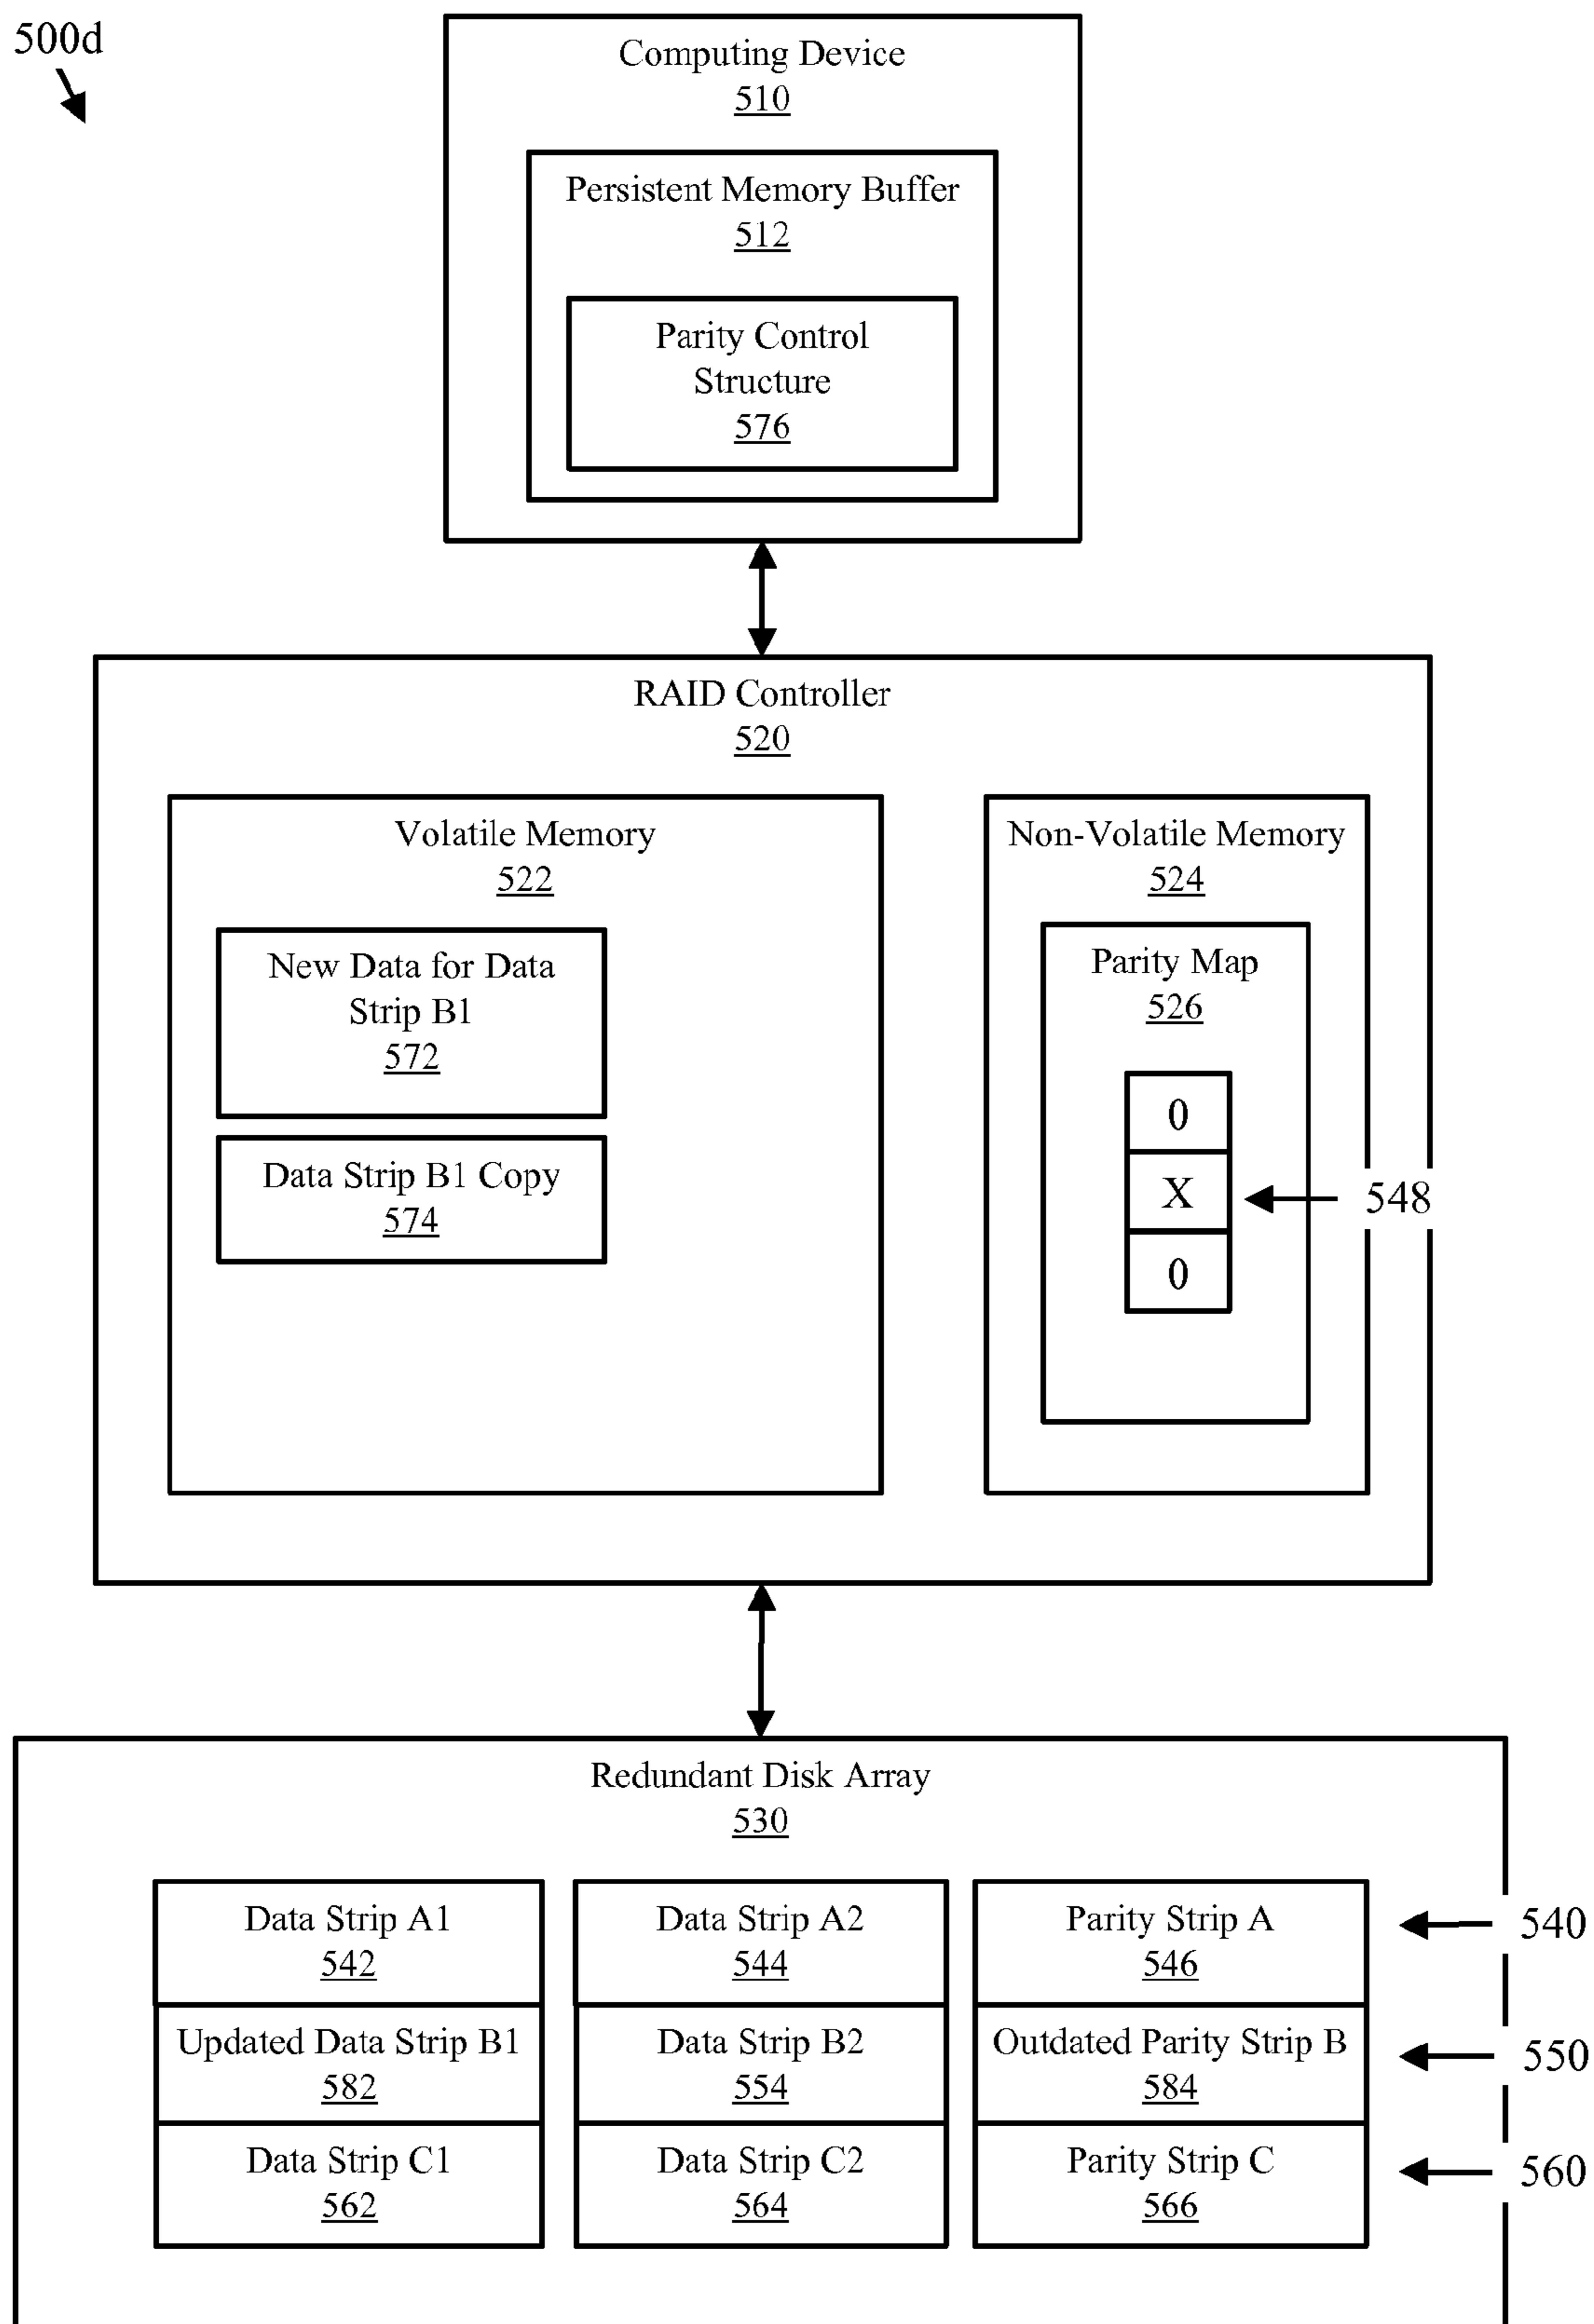 500d
Computing Device
510
Persistent Memory Buffer
512
Parity Control
Structure
576
RAID Controller
520
Volatile Memory
522
New Data for Data
Strip B1
572
Data Strip B1 Copy
574
Non-Volatile Memory
524
Parity Map
526
0
X
548
0
Redundant Disk Array
530
Data Strip A1
542
Data Strip A2
544
Parity Strip A
546
540
Updated Data Strip B1
582
Data Strip B2
554
Outdated Parity Strip B
584
550
Data Strip C1
562
Data Strip C2
564
Parity Strip C
566
560